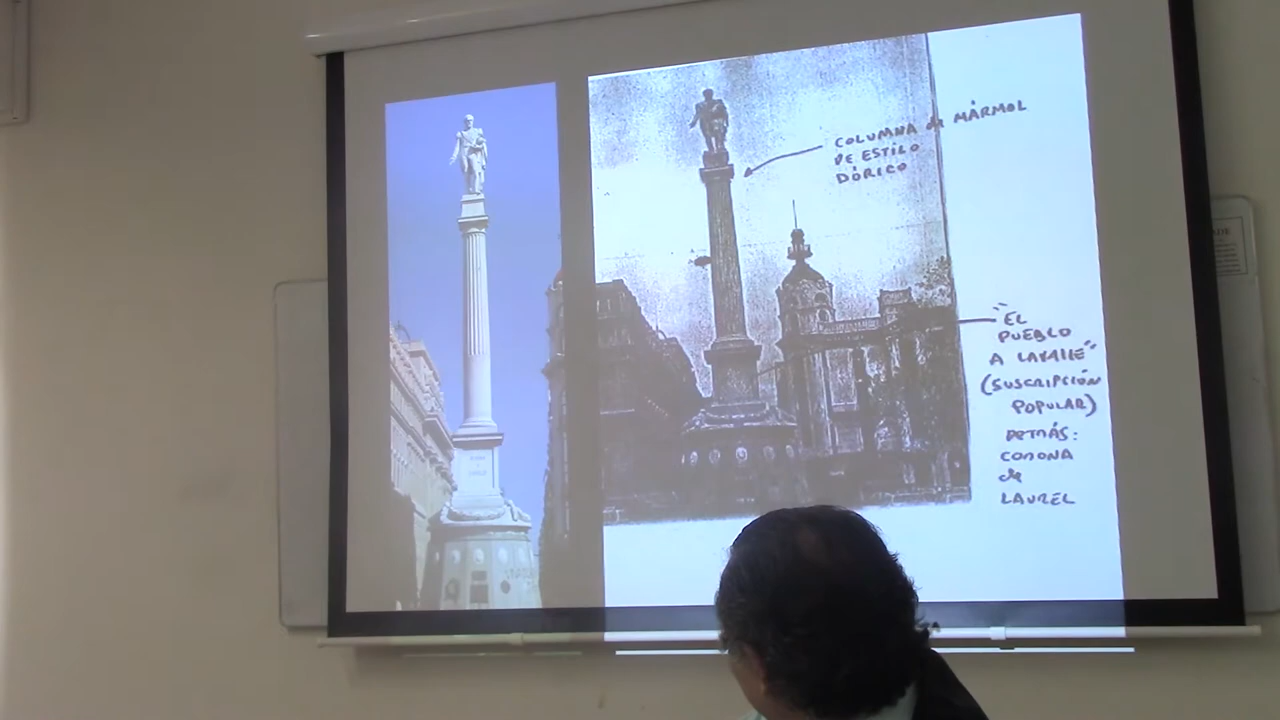 COLUMNA de MÁRMOL
DE ESTILO
DÓRICO
"EL
PUEBLO
A LAVALLE"
(SUSCRIPCIÓN
POPULAR)
DETRÁS:
CORONA
de
LAUREL